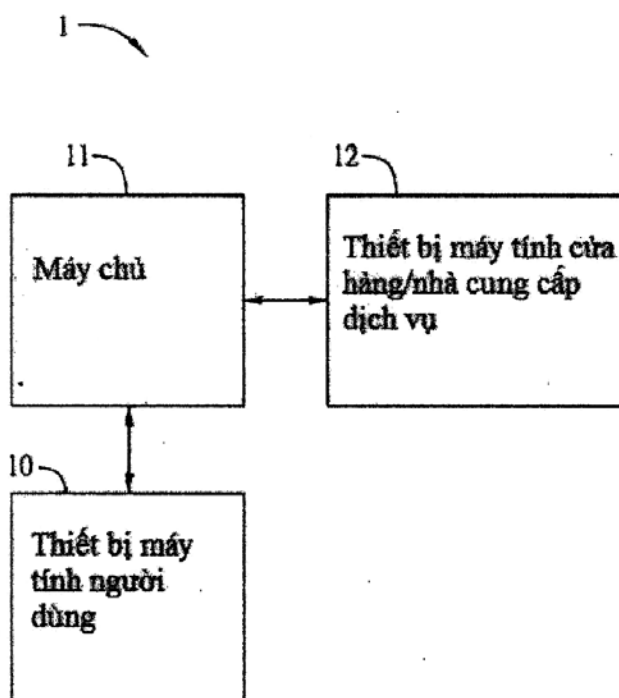 1
11
12
Máy chủ
Thiết bị máy tính cửa
hàng/nhà cung cấp
dịch vụ
10
Thiết bị máy
tính người
dùng